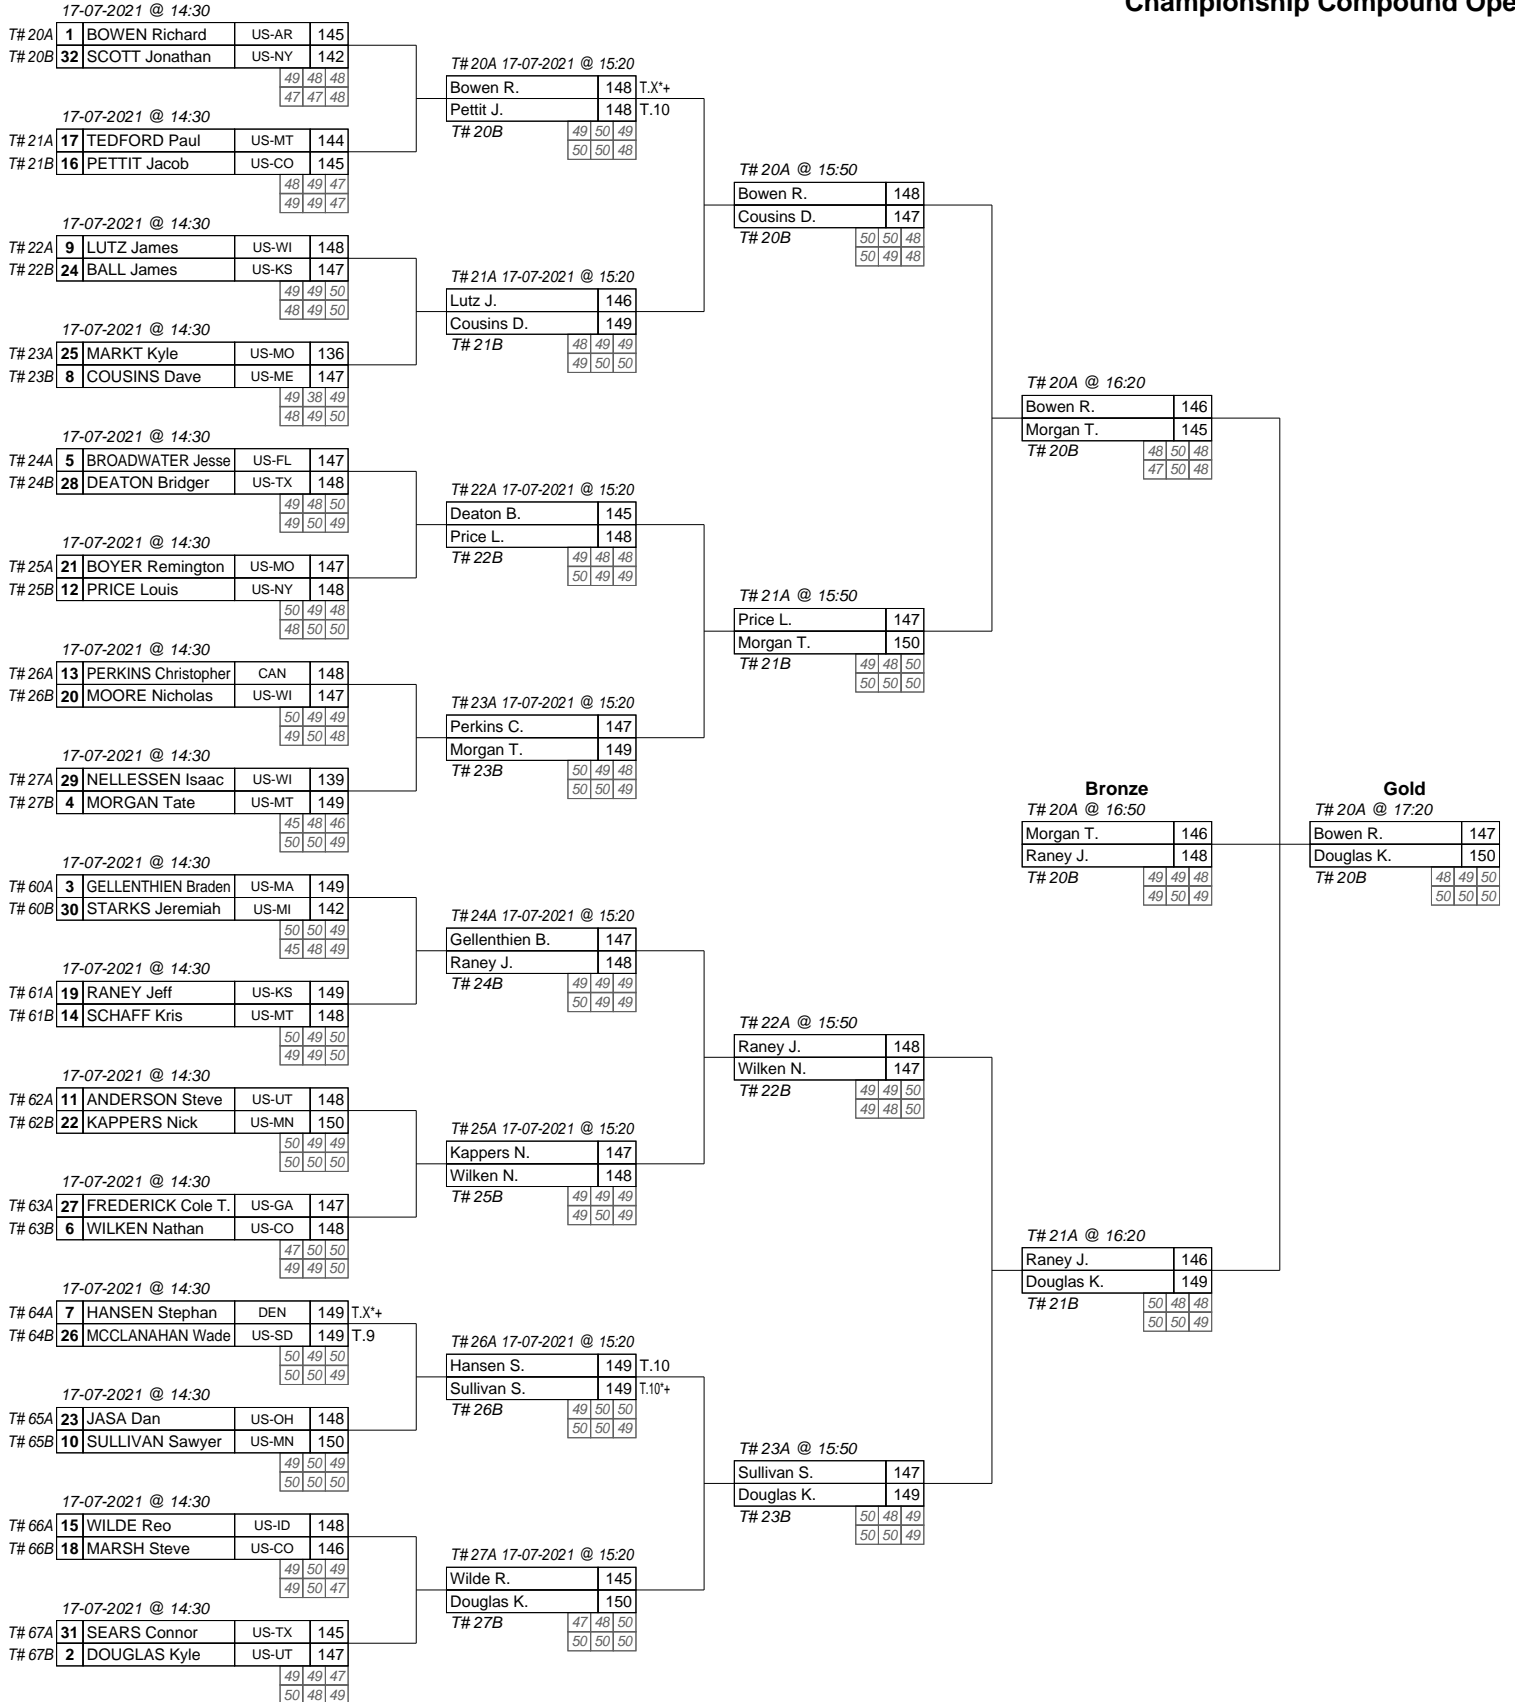 Championship Compound Ope
17-07-2021 @ 14:30
T# 20A 1 BOWEN Richard US-AR 145
T# 20B 32 SCOTT Jonathan US-NY 142
49 48 48
47 47 48
17-07-2021 @ 14:30
T# 21A 17 TEDFORD Paul US-MT 144
T# 21B 16 PETTIT Jacob US-CO 145
48 49 47
49 49 47
17-07-2021 @ 14:30
T# 22A 9 LUTZ James US-WI 148
T# 22B 24 BALL James US-KS 147
49 49 50
48 49 50
17-07-2021 @ 14:30
T# 23A 25 MARKT Kyle US-MO 136
T# 23B 8 COUSINS Dave US-ME 147
49 38 49
48 49 50
17-07-2021 @ 14:30
T# 24A 5 BROADWATER Jesse US-FL 147
T# 24B 28 DEATON Bridger US-TX 148
49 48 50
49 50 49
17-07-2021 @ 14:30
T# 25A 21 BOYER Remington US-MO 147
T# 25B 12 PRICE Louis US-NY 148
50 49 48
48 50 50
17-07-2021 @ 14:30
T# 26A 13 PERKINS Christopher CAN 148
T# 26B 20 MOORE Nicholas US-WI 147
50 49 49
49 50 48
17-07-2021 @ 14:30
T# 27A 29 NELLESSEN Isaac US-WI 139
T# 27B 4 MORGAN Tate US-MT 149
45 48 46
50 50 49
17-07-2021 @ 14:30
T# 60A 3 GELLENTHIEN Braden US-MA 149
T# 60B 30 STARKS Jeremiah US-MI 142
50 50 49
45 48 49
17-07-2021 @ 14:30
T# 61A 19 RANEY Jeff US-KS 149
T# 61B 14 SCHAFF Kris US-MT 148
50 49 50
49 49 50
17-07-2021 @ 14:30
T# 62A 11 ANDERSON Steve US-UT 148
T# 62B 22 KAPPERS Nick US-MN 150
50 49 49
50 50 50
17-07-2021 @ 14:30
T# 63A 27 FREDERICK Cole T. US-GA 147
T# 63B 6 WILKEN Nathan US-CO 148
47 50 50
49 49 50
17-07-2021 @ 14:30
T# 64A 7 HANSEN Stephan DEN 149 T.X*+
T# 64B 26 MCCLANAHAN Wade US-SD 149 T.9
50 49 50
50 50 49
17-07-2021 @ 14:30
T# 65A 23 JASA Dan US-OH 148
T# 65B 10 SULLIVAN Sawyer US-MN 150
49 50 49
50 50 50
17-07-2021 @ 14:30
T# 66A 15 WILDE Reo US-ID 148
T# 66B 18 MARSH Steve US-CO 146
49 50 49
49 50 47
17-07-2021 @ 14:30
T# 67A 31 SEARS Connor US-TX 145
T# 67B 2 DOUGLAS Kyle US-UT 147
49 49 47
50 48 49
T# 20A 17-07-2021 @ 15:20
Bowen R. 148 T.X*+
Pettit J. 148 T.10
T# 20B 49 50 49
50 50 48
T# 21A 17-07-2021 @ 15:20
Lutz J. 146
Cousins D. 149
T# 21B 48 49 49
49 50 50
T# 22A 17-07-2021 @ 15:20
Deaton B. 145
Price L. 148
T# 22B 49 48 48
50 49 49
T# 23A 17-07-2021 @ 15:20
Perkins C. 147
Morgan T. 149
T# 23B 50 49 48
50 50 49
T# 24A 17-07-2021 @ 15:20
Gellenthien B. 147
Raney J. 148
T# 24B 49 49 49
50 49 49
T# 25A 17-07-2021 @ 15:20
Kappers N. 147
Wilken N. 148
T# 25B 49 49 49
49 50 49
T# 26A 17-07-2021 @ 15:20
Hansen S. 149 T.10
Sullivan S. 149 T.10*+
T# 26B 49 50 50
50 50 49
T# 27A 17-07-2021 @ 15:20
Wilde R. 145
Douglas K. 150
T# 27B 47 48 50
50 50 50
T# 20A @ 15:50
Bowen R. 148
Cousins D. 147
T# 20B 50 50 48
50 49 48
T# 21A @ 15:50
Price L. 147
Morgan T. 150
T# 21B 49 48 50
50 50 50
T# 22A @ 15:50
Raney J. 148
Wilken N. 147
T# 22B 49 49 50
49 48 50
T# 23A @ 15:50
Sullivan S. 147
Douglas K. 149
T# 23B 50 48 49
50 50 49
T# 20A @ 16:20
Bowen R. 146
Morgan T. 145
T# 20B 48 50 48
47 50 48
T# 21A @ 16:20
Raney J. 146
Douglas K. 149
T# 21B 50 48 48
50 50 49
Bronze
T# 20A @ 16:50
Morgan T. 146
Raney J. 148
T# 20B 49 49 48
49 50 49
Gold
T# 20A @ 17:20
Bowen R. 147
Douglas K. 150
T# 20B 48 49 50
50 50 50